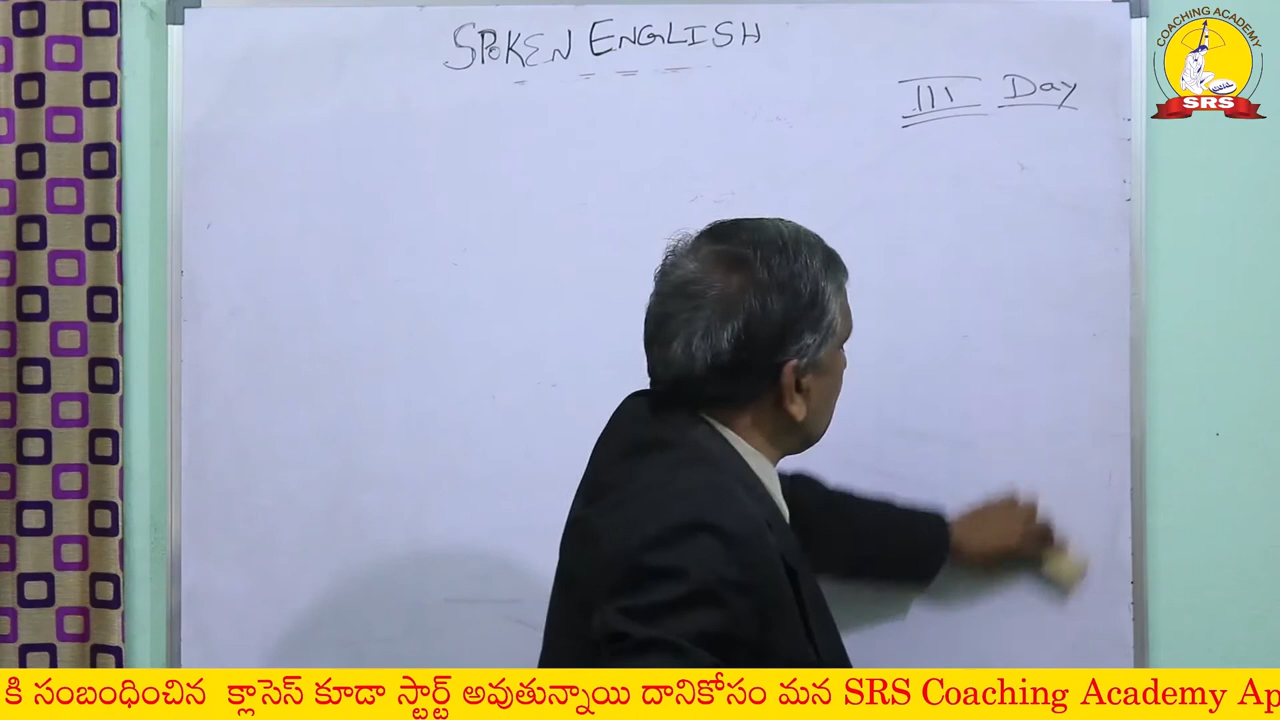 SPOKEN ENGLISH
III Day
COACHING ACADEMY
SRS
కి సంబంధించిన క్లాసెస్ కూడా స్టార్ట్ అవుతున్నాయి దానికోసం మన SRS Coaching Academy Ap